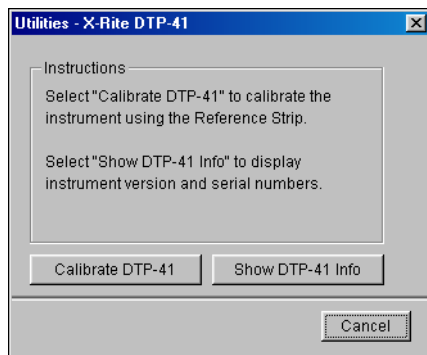 Utilities - X-Rite DTP-41
Instructions
Select "Calibrate DTP-41" to calibrate the
instrument using the Reference Strip.
Select "Show DTP-41 Info" to display
instrument version and serial numbers.
Calibrate DTP-41
Show DTP-41 Info
Cancel